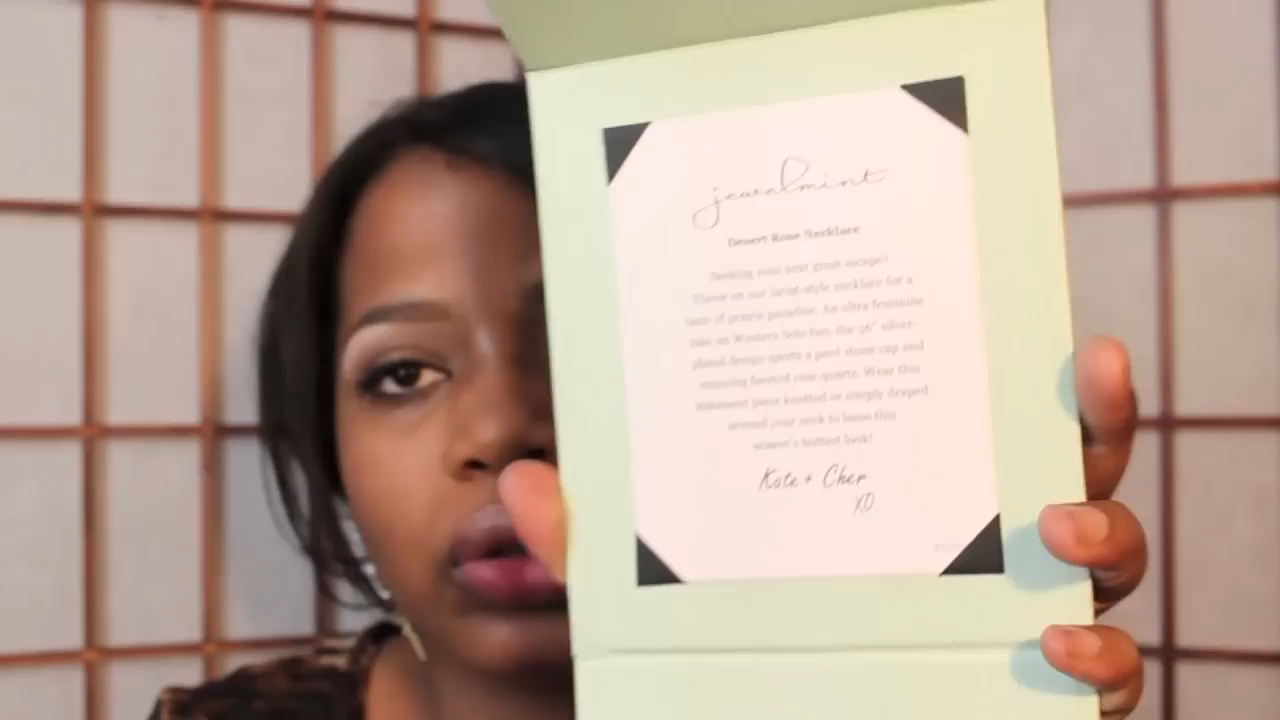 jewelmint
Desert Rose Necklace
Seeking your next great escape?
Throw on our lariat-style necklace for a
taste of prairie paradise. An ultra feminine
take on Western bolo ties, the 36" silver-
plated design sports a pavé stone cap and
stunning faceted rose quartz. Wear this
statement piece knotted or simply draped
around your neck to lasso this
season's hottest look!
Kate + Cher
XO